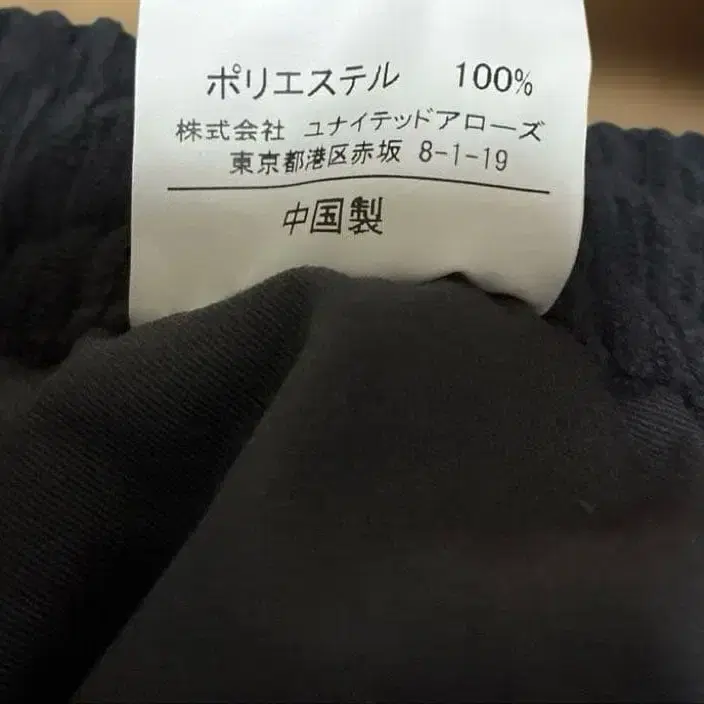 ポリエステル 100%
株式会社 ユナイテッドアローズ
東京都港区赤坂 8-1-19
中国製